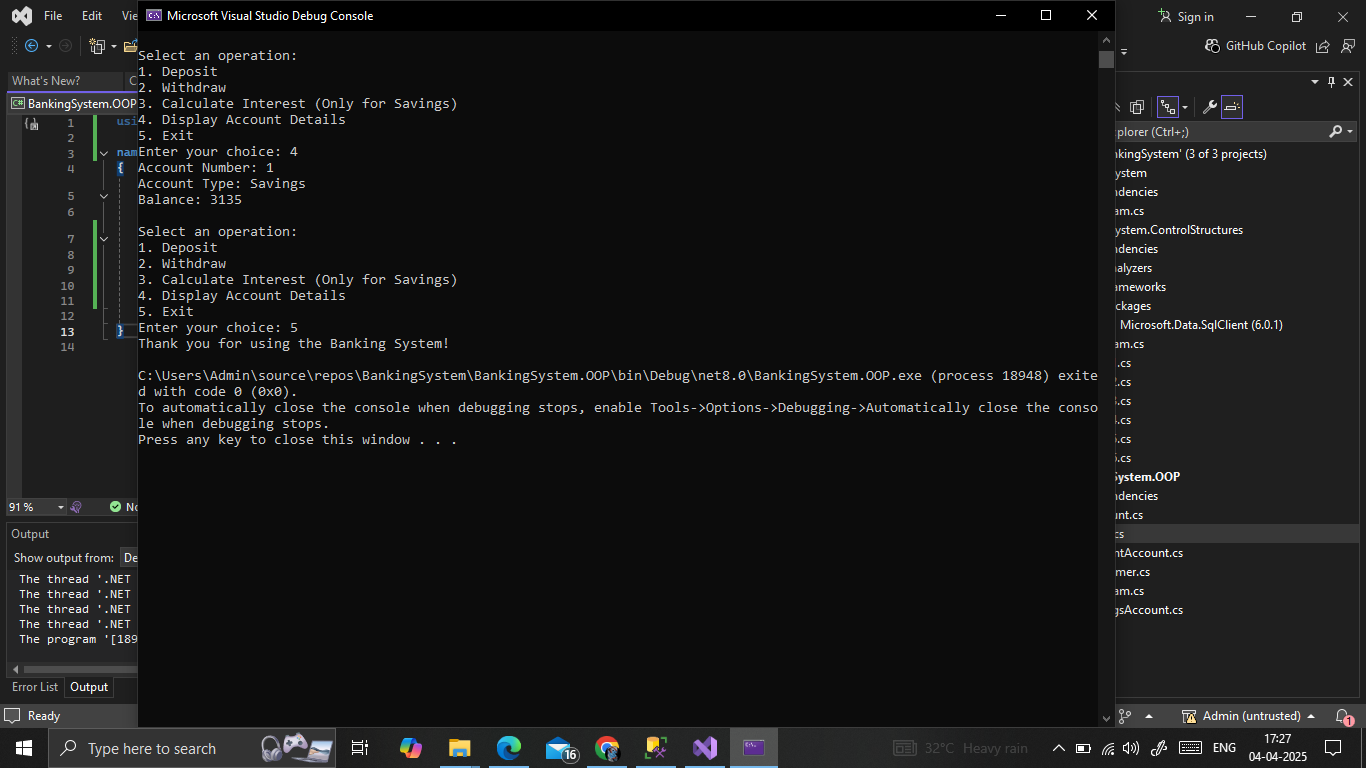 File Edit Vie
Microsoft Visual Studio Debug Console
Sign in
GitHub Copilot
What's New?
BankingSystem.OOP
1 usi
2
3 nam
4 {
5
6
7
8
9
10
11
12
13 }
14
91 %
No
Output
Show output from: De
The thread '.NET
The thread '.NET
The thread '.NET
The thread '.NET
The program '[189
Error List Output
Ready
Select an operation:
1. Deposit
2. Withdraw
3. Calculate Interest (Only for Savings)
4. Display Account Details
5. Exit
Enter your choice: 4
Account Number: 1
Account Type: Savings
Balance: 3135
Select an operation:
1. Deposit
2. Withdraw
3. Calculate Interest (Only for Savings)
4. Display Account Details
5. Exit
Enter your choice: 5
Thank you for using the Banking System!
C:\Users\Admin\source\repos\BankingSystem\BankingSystem.OOP\bin\Debug\net8.0\BankingSystem.OOP.exe (process 18948) exite
d with code 0 (0x0).
To automatically close the console when debugging stops, enable Tools->Options->Debugging->Automatically close the conso
le when debugging stops.
Press any key to close this window . . .
plorer (Ctrl+;)
nkingSystem' (3 of 3 projects)
ystem
ndencies
am.cs
ystem.ControlStructures
ndencies
nalyzers
ameworks
ckages
Microsoft.Data.SqlClient (6.0.1)
am.cs
.cs
2.cs
3.cs
4.cs
5.cs
6.cs
System.OOP
ndencies
unt.cs
cs
ntAccount.cs
mer.cs
am.cs
gsAccount.cs
Admin (untrusted)
1
Type here to search
16
32°C Heavy rain
ENG
17:27
04-04-2025